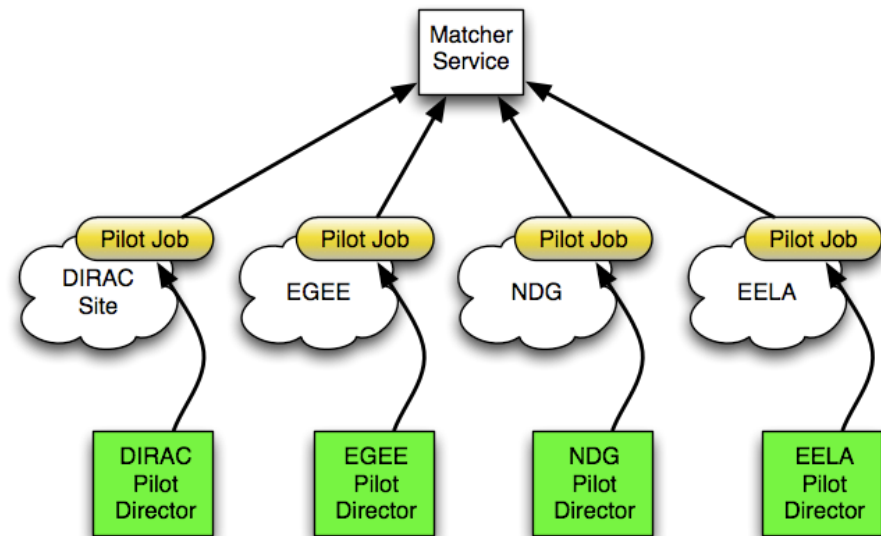 Matcher
Service
Pilot Job
Pilot Job
Pilot Job
Pilot Job
DIRAC
Site
EGEE
NDG
EELA
DIRAC
Pilot
Director
EGEE
Pilot
Director
NDG
Pilot
Director
EELA
Pilot
Director